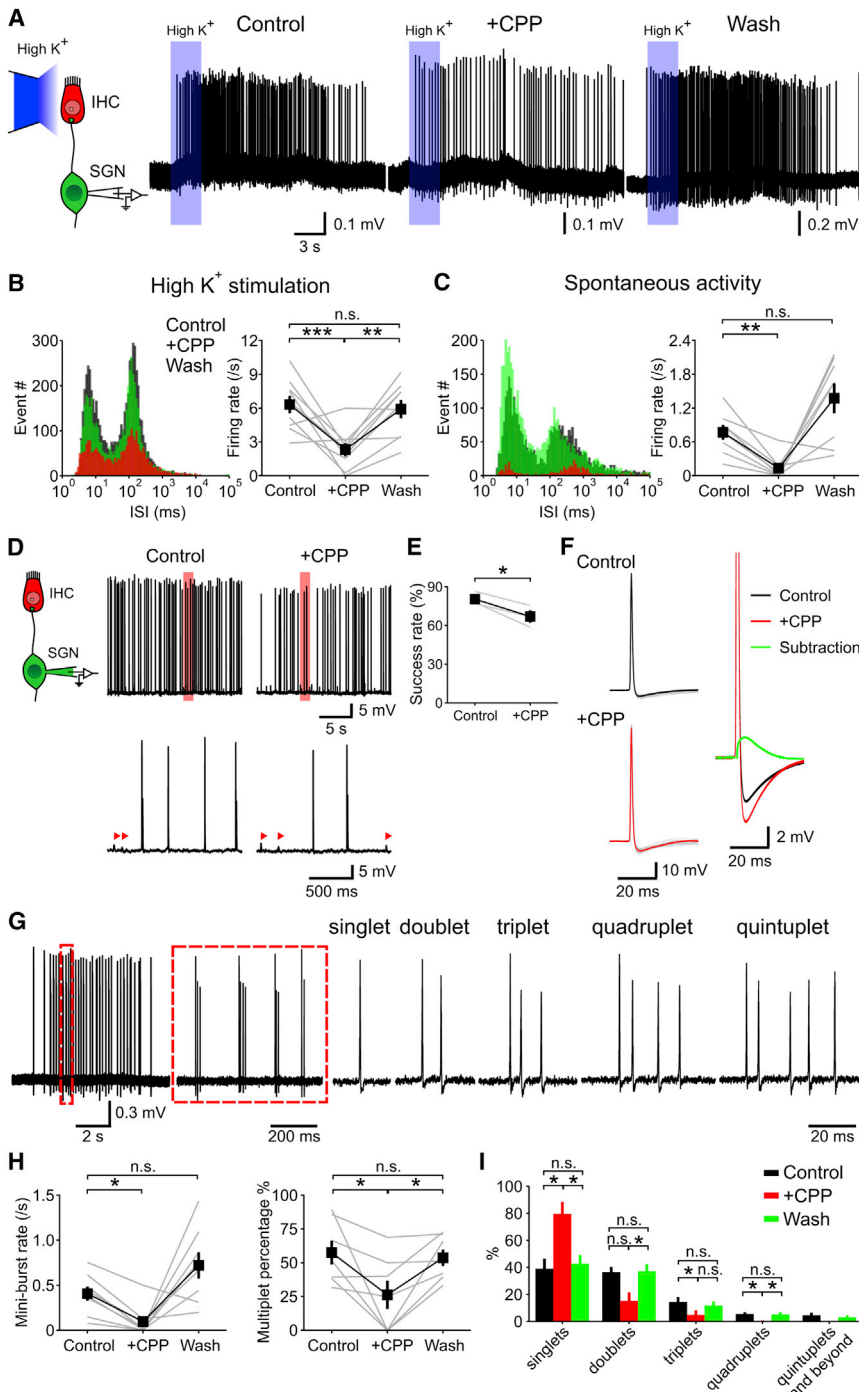 A
High K+
IHC
SGN
High K+
Control
0.1 mV
3 s
High K+
+CPP
0.1 mV
High K+
Wash
0.2 mV
B
High K+ stimulation
Control
+CPP
Wash
Event #
300
200
100
0
10^0
10^1
10^2
10^3
10^4
10^5
ISI (ms)
n.s.
***
**
Firing rate (/s)
12
9
6
3
0
Control
+CPP
Wash
C
Spontaneous activity
Event #
200
150
100
50
0
10^0
10^1
10^2
10^3
10^4
10^5
ISI (ms)
n.s.
**
Firing rate (/s)
2.4
1.8
1.2
0.6
0
Control
+CPP
Wash
D
IHC
SGN
Control
+CPP
5 mV
5 s
5 mV
500 ms
E
*
Success rate (%)
90
60
30
0
Control
+CPP
F
Control
+CPP
10 mV
20 ms
Control
+CPP
Subtraction
2 mV
20 ms
G
0.3 mV
2 s
200 ms
singlet
doublet
triplet
quadruplet
quintuplet
20 ms
H
n.s.
*
Mini-burst rate (/s)
1.5
1.0
0.5
0
Control
+CPP
Wash
n.s.
*
*
Multiplet percentage %
100
75
50
25
0
Control
+CPP
Wash
I
Control
+CPP
Wash
%
100
80
60
40
20
0
n.s.
* *
n.s.
n.s. *
n.s.
* n.s.
n.s.
* *
singlets
doublets
triplets
quadruplets
quintuplets
and beyond